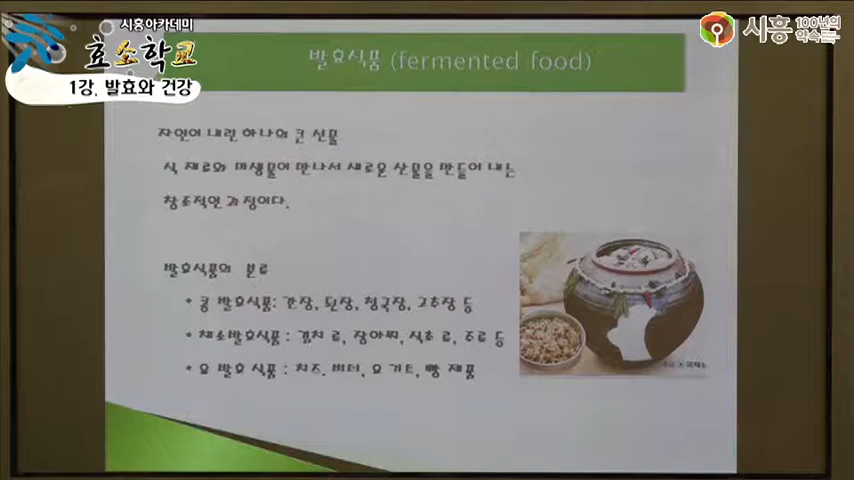 시흥아카데미
효소학교
1강. 발효와 건강
시흥 100년의
약속
발효식품 (fermented food)
자연이 내린 하나의 큰 선물
식 재료와 미생물이 만나서 새로운 산물을 만들어 내는
창조적인 과정이다.
발효식품의 분류
* 콩 발효식품: 간장, 된장, 청국장, 고추장 등
* 채소발효식품 : 김치 류, 장아찌, 식초 류, 주류 등
* 유 발효 식품 : 치즈, 버터, 요거트, 빵 제품